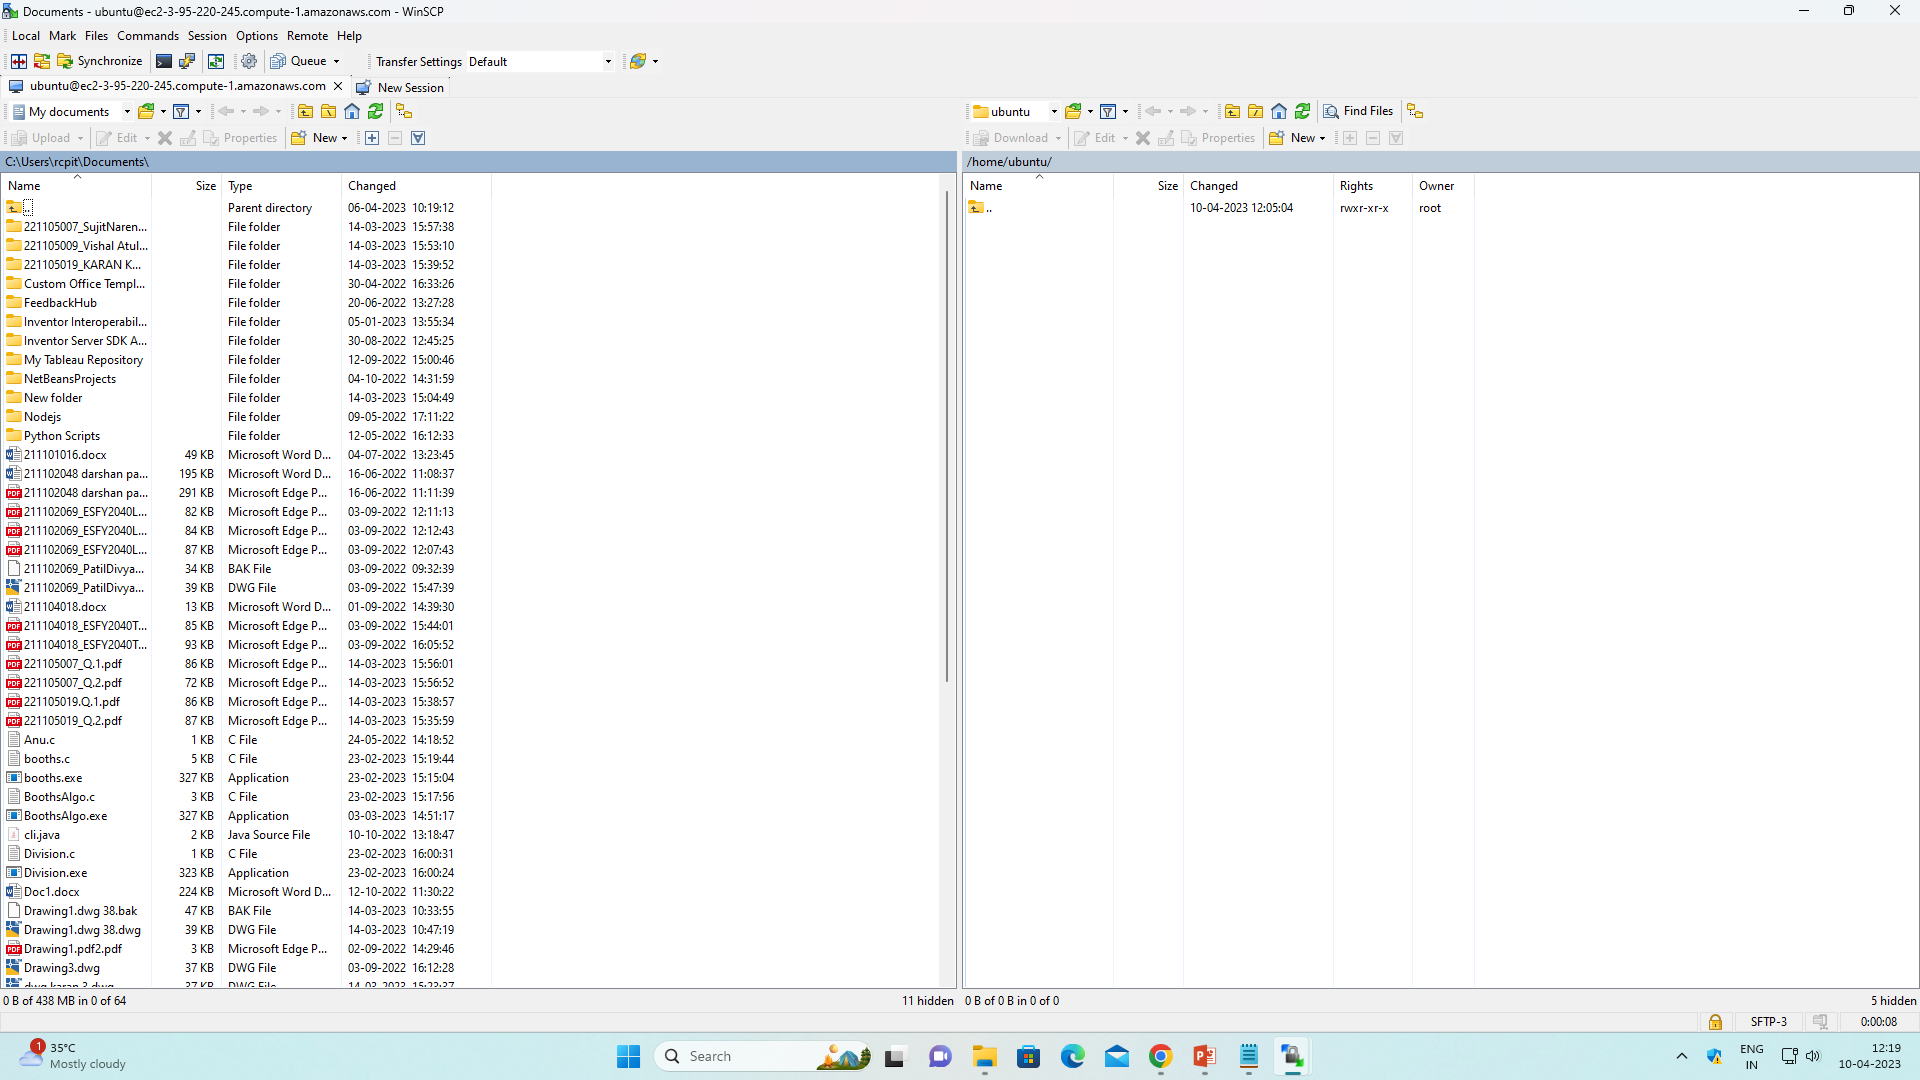 Documents - ubuntu@ec2-3-95-220-245.compute-1.amazonaws.com - WinSCP
Local Mark Files Commands Session Options Remote Help
Synchronize Queue Transfer Settings Default
ubuntu@ec2-3-95-220-245.compute-1.amazonaws.com New Session
My documents
Upload Edit Properties New
C:\Users\rcpit\Documents\
Name Size Type Changed
.. Parent directory 06-04-2023 10:19:12
221105007_SujitNaren... File folder 14-03-2023 15:57:38
221105009_Vishal Atul... File folder 14-03-2023 15:53:10
221105019_KARAN K... File folder 14-03-2023 15:39:52
Custom Office Templ... File folder 30-04-2022 16:33:26
FeedbackHub File folder 20-06-2022 13:27:28
Inventor Interoperabil... File folder 05-01-2023 13:55:34
Inventor Server SDK A... File folder 30-08-2022 12:45:25
My Tableau Repository File folder 12-09-2022 15:00:46
NetBeansProjects File folder 04-10-2022 14:31:59
New folder File folder 14-03-2023 15:04:49
Nodejs File folder 09-05-2022 17:11:22
Python Scripts File folder 12-05-2022 16:12:33
211101016.docx 49 KB Microsoft Word D... 04-07-2022 13:23:45
211102048 darshan pa... 195 KB Microsoft Word D... 16-06-2022 11:08:37
211102048 darshan pa... 291 KB Microsoft Edge P... 16-06-2022 11:11:39
211102069_ESFY2040L... 82 KB Microsoft Edge P... 03-09-2022 12:11:13
211102069_ESFY2040L... 84 KB Microsoft Edge P... 03-09-2022 12:12:43
211102069_ESFY2040L... 87 KB Microsoft Edge P... 03-09-2022 12:07:43
211102069_PatilDivya... 34 KB BAK File 03-09-2022 09:32:39
211102069_PatilDivya... 39 KB DWG File 03-09-2022 15:47:39
211104018.docx 13 KB Microsoft Word D... 01-09-2022 14:39:30
211104018_ESFY2040T... 85 KB Microsoft Edge P... 03-09-2022 15:44:01
211104018_ESFY2040T... 93 KB Microsoft Edge P... 03-09-2022 16:05:52
221105007_Q.1.pdf 86 KB Microsoft Edge P... 14-03-2023 15:56:01
221105007_Q.2.pdf 72 KB Microsoft Edge P... 14-03-2023 15:56:52
221105019.Q.1.pdf 86 KB Microsoft Edge P... 14-03-2023 15:38:57
221105019_Q.2.pdf 87 KB Microsoft Edge P... 14-03-2023 15:35:59
Anu.c 1 KB C File 24-05-2022 14:18:52
booths.c 5 KB C File 23-02-2023 15:19:44
booths.exe 327 KB Application 23-02-2023 15:15:04
BoothsAlgo.c 3 KB C File 23-02-2023 15:17:56
BoothsAlgo.exe 327 KB Application 03-03-2023 14:51:17
cli.java 2 KB Java Source File 10-10-2022 13:18:47
Division.c 1 KB C File 23-02-2023 16:00:31
Division.exe 323 KB Application 23-02-2023 16:00:24
Doc1.docx 224 KB Microsoft Word D... 12-10-2022 11:30:22
Drawing1.dwg 38.bak 47 KB BAK File 14-03-2023 10:33:55
Drawing1.dwg 38.dwg 39 KB DWG File 14-03-2023 10:47:19
Drawing1.pdf2.pdf 3 KB Microsoft Edge P... 02-09-2022 14:29:46
Drawing3.dwg 37 KB DWG File 03-09-2022 16:12:28
dwg karan 3.dwg 37 KB DWG File 14-03-2023 15:23:37
0 B of 438 MB in 0 of 64 11 hidden
ubuntu Find Files
Download Edit Properties New
/home/ubuntu/
Name Size Changed Rights Owner
.. 10-04-2023 12:05:04 rwxr-xr-x root
0 B of 0 B in 0 of 0 5 hidden
SFTP-3 0:00:08
1 35°C
Mostly cloudy
Search
ENG
IN
12:19
10-04-2023